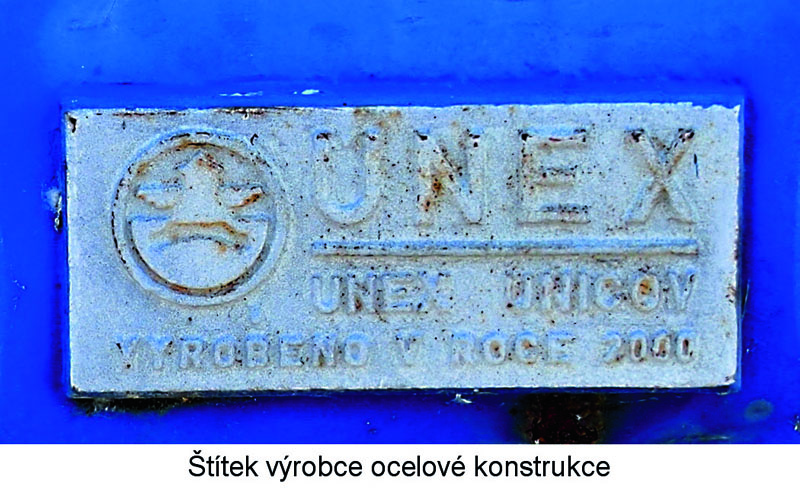 UNEX
UNEX UNIČOV
VYROBENO V ROCE 2000
Štítek výrobce ocelové konstrukce